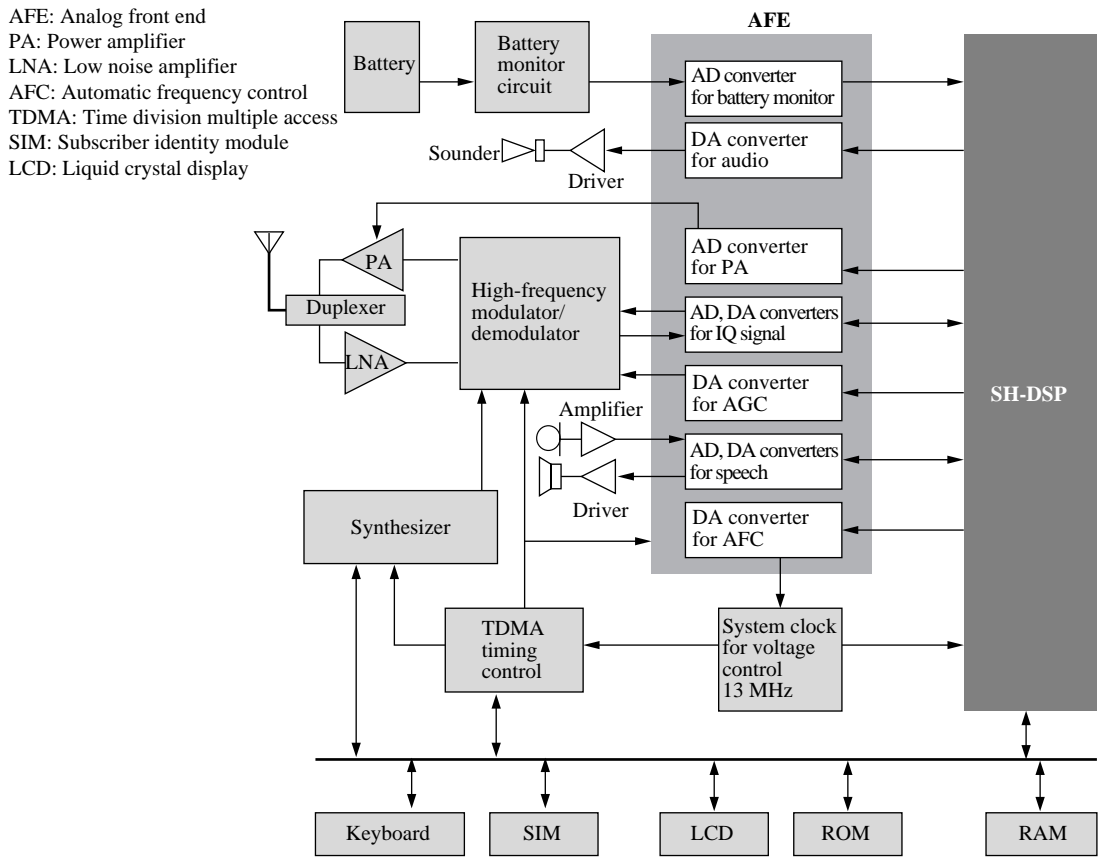 AFE: Analog front end
PA: Power amplifier
LNA: Low noise amplifier
AFC: Automatic frequency control
TDMA: Time division multiple access
SIM: Subscriber identity module
LCD: Liquid crystal display
AFE
Battery
Battery
monitor
circuit
AD converter
for battery monitor
Sounder
Driver
DA converter
for audio
PA
AD converter
for PA
Duplexer
High-frequency
modulator/
demodulator
AD, DA converters
for IQ signal
LNA
DA converter
for AGC
SH-DSP
Amplifier
AD, DA converters
for speech
Driver
Synthesizer
DA converter
for AFC
TDMA
timing
control
System clock
for voltage
control
13 MHz
Keyboard
SIM
LCD
ROM
RAM